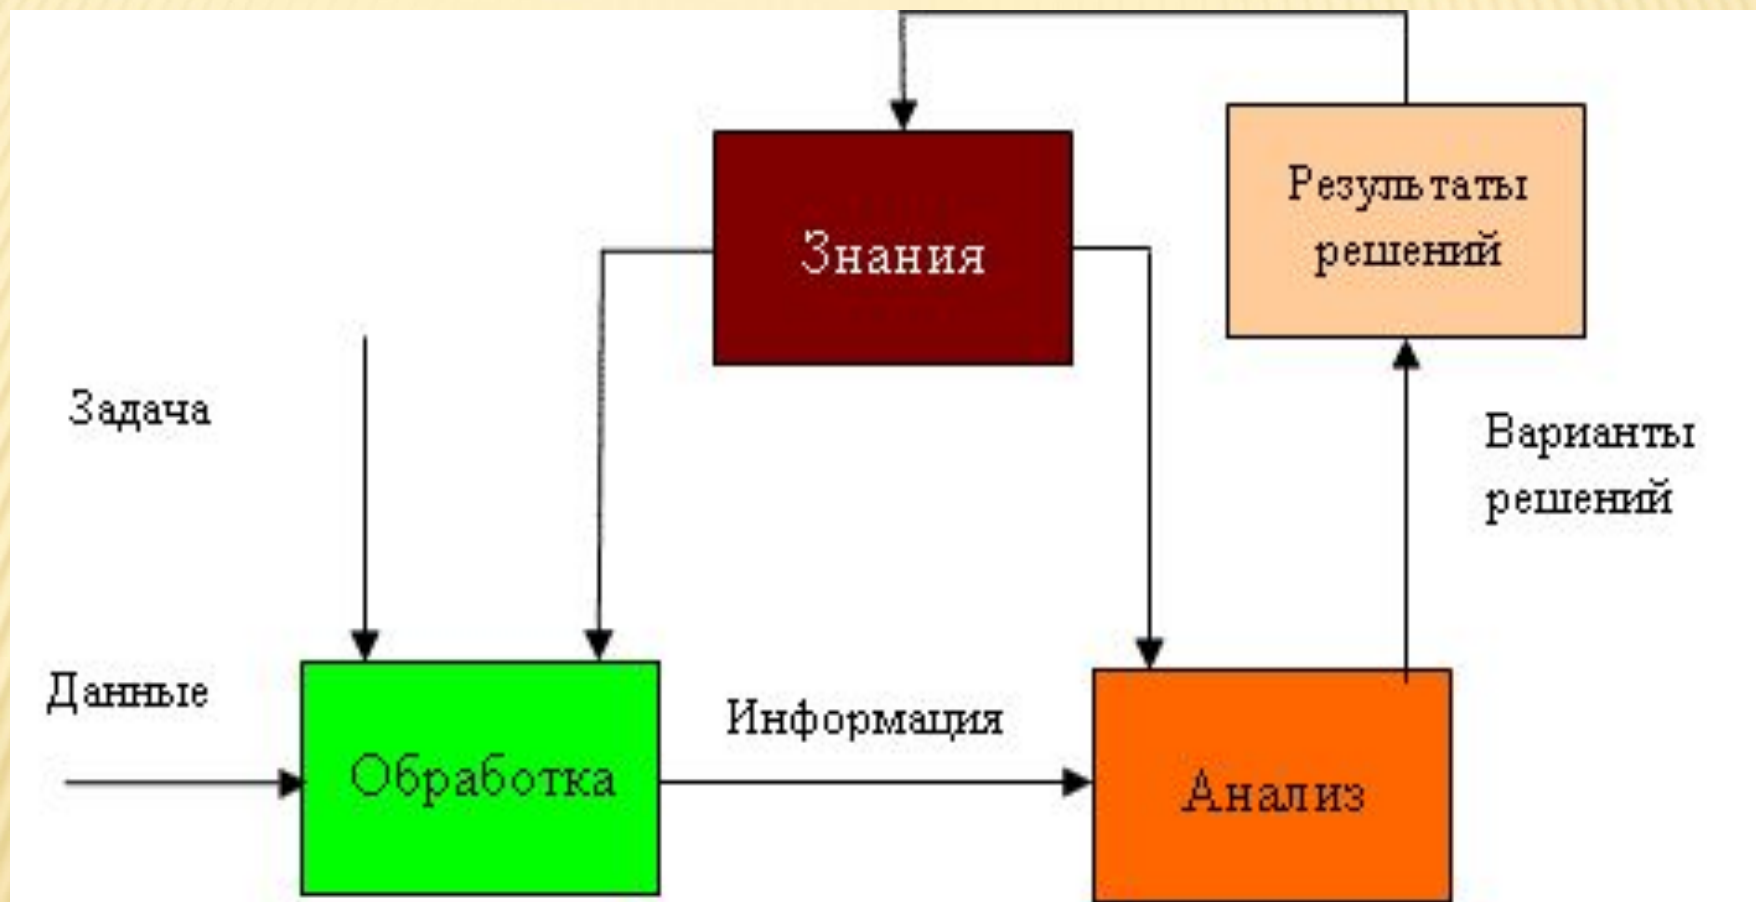 Результаты
решений
Знания
Задача
Варианты
решений
Данные
Информация
Обработка
Анализ